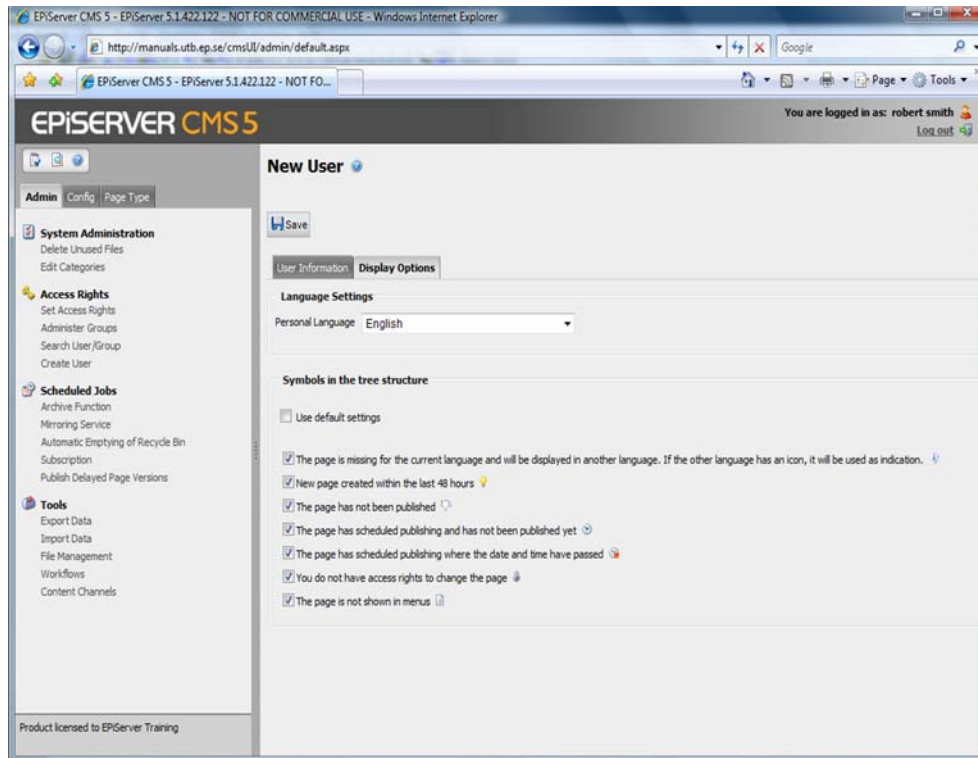 EPiServer CMS 5 - EPiServer 5.1.422.122 - NOT FOR COMMERCIAL USE - Windows Internet Explorer
http://manuals.utb.ep.se/cmsUI/admin/default.aspx
Google
EPiServer CMS 5 - EPiServer 5.1.422.122 - NOT FO...
Page
Tools
EPiSERVER CMS 5
You are logged in as: robert smith
Log out
Admin
Config
Page Type
System Administration
Delete Unused Files
Edit Categories
Access Rights
Set Access Rights
Administer Groups
Search User/Group
Create User
Scheduled Jobs
Archive Function
Mirroring Service
Automatic Emptying of Recycle Bin
Subscription
Publish Delayed Page Versions
Tools
Export Data
Import Data
File Management
Workflows
Content Channels
Product licensed to EPiServer Training
New User
Save
User Information
Display Options
Language Settings
Personal Language English
Symbols in the tree structure
Use default settings
The page is missing for the current language and will be displayed in another language. If the other language has an icon, it will be used as indication.
New page created within the last 48 hours
The page has not been published
The page has scheduled publishing and has not been published yet
The page has scheduled publishing where the date and time have passed
You do not have access rights to change the page
The page is not shown in menus